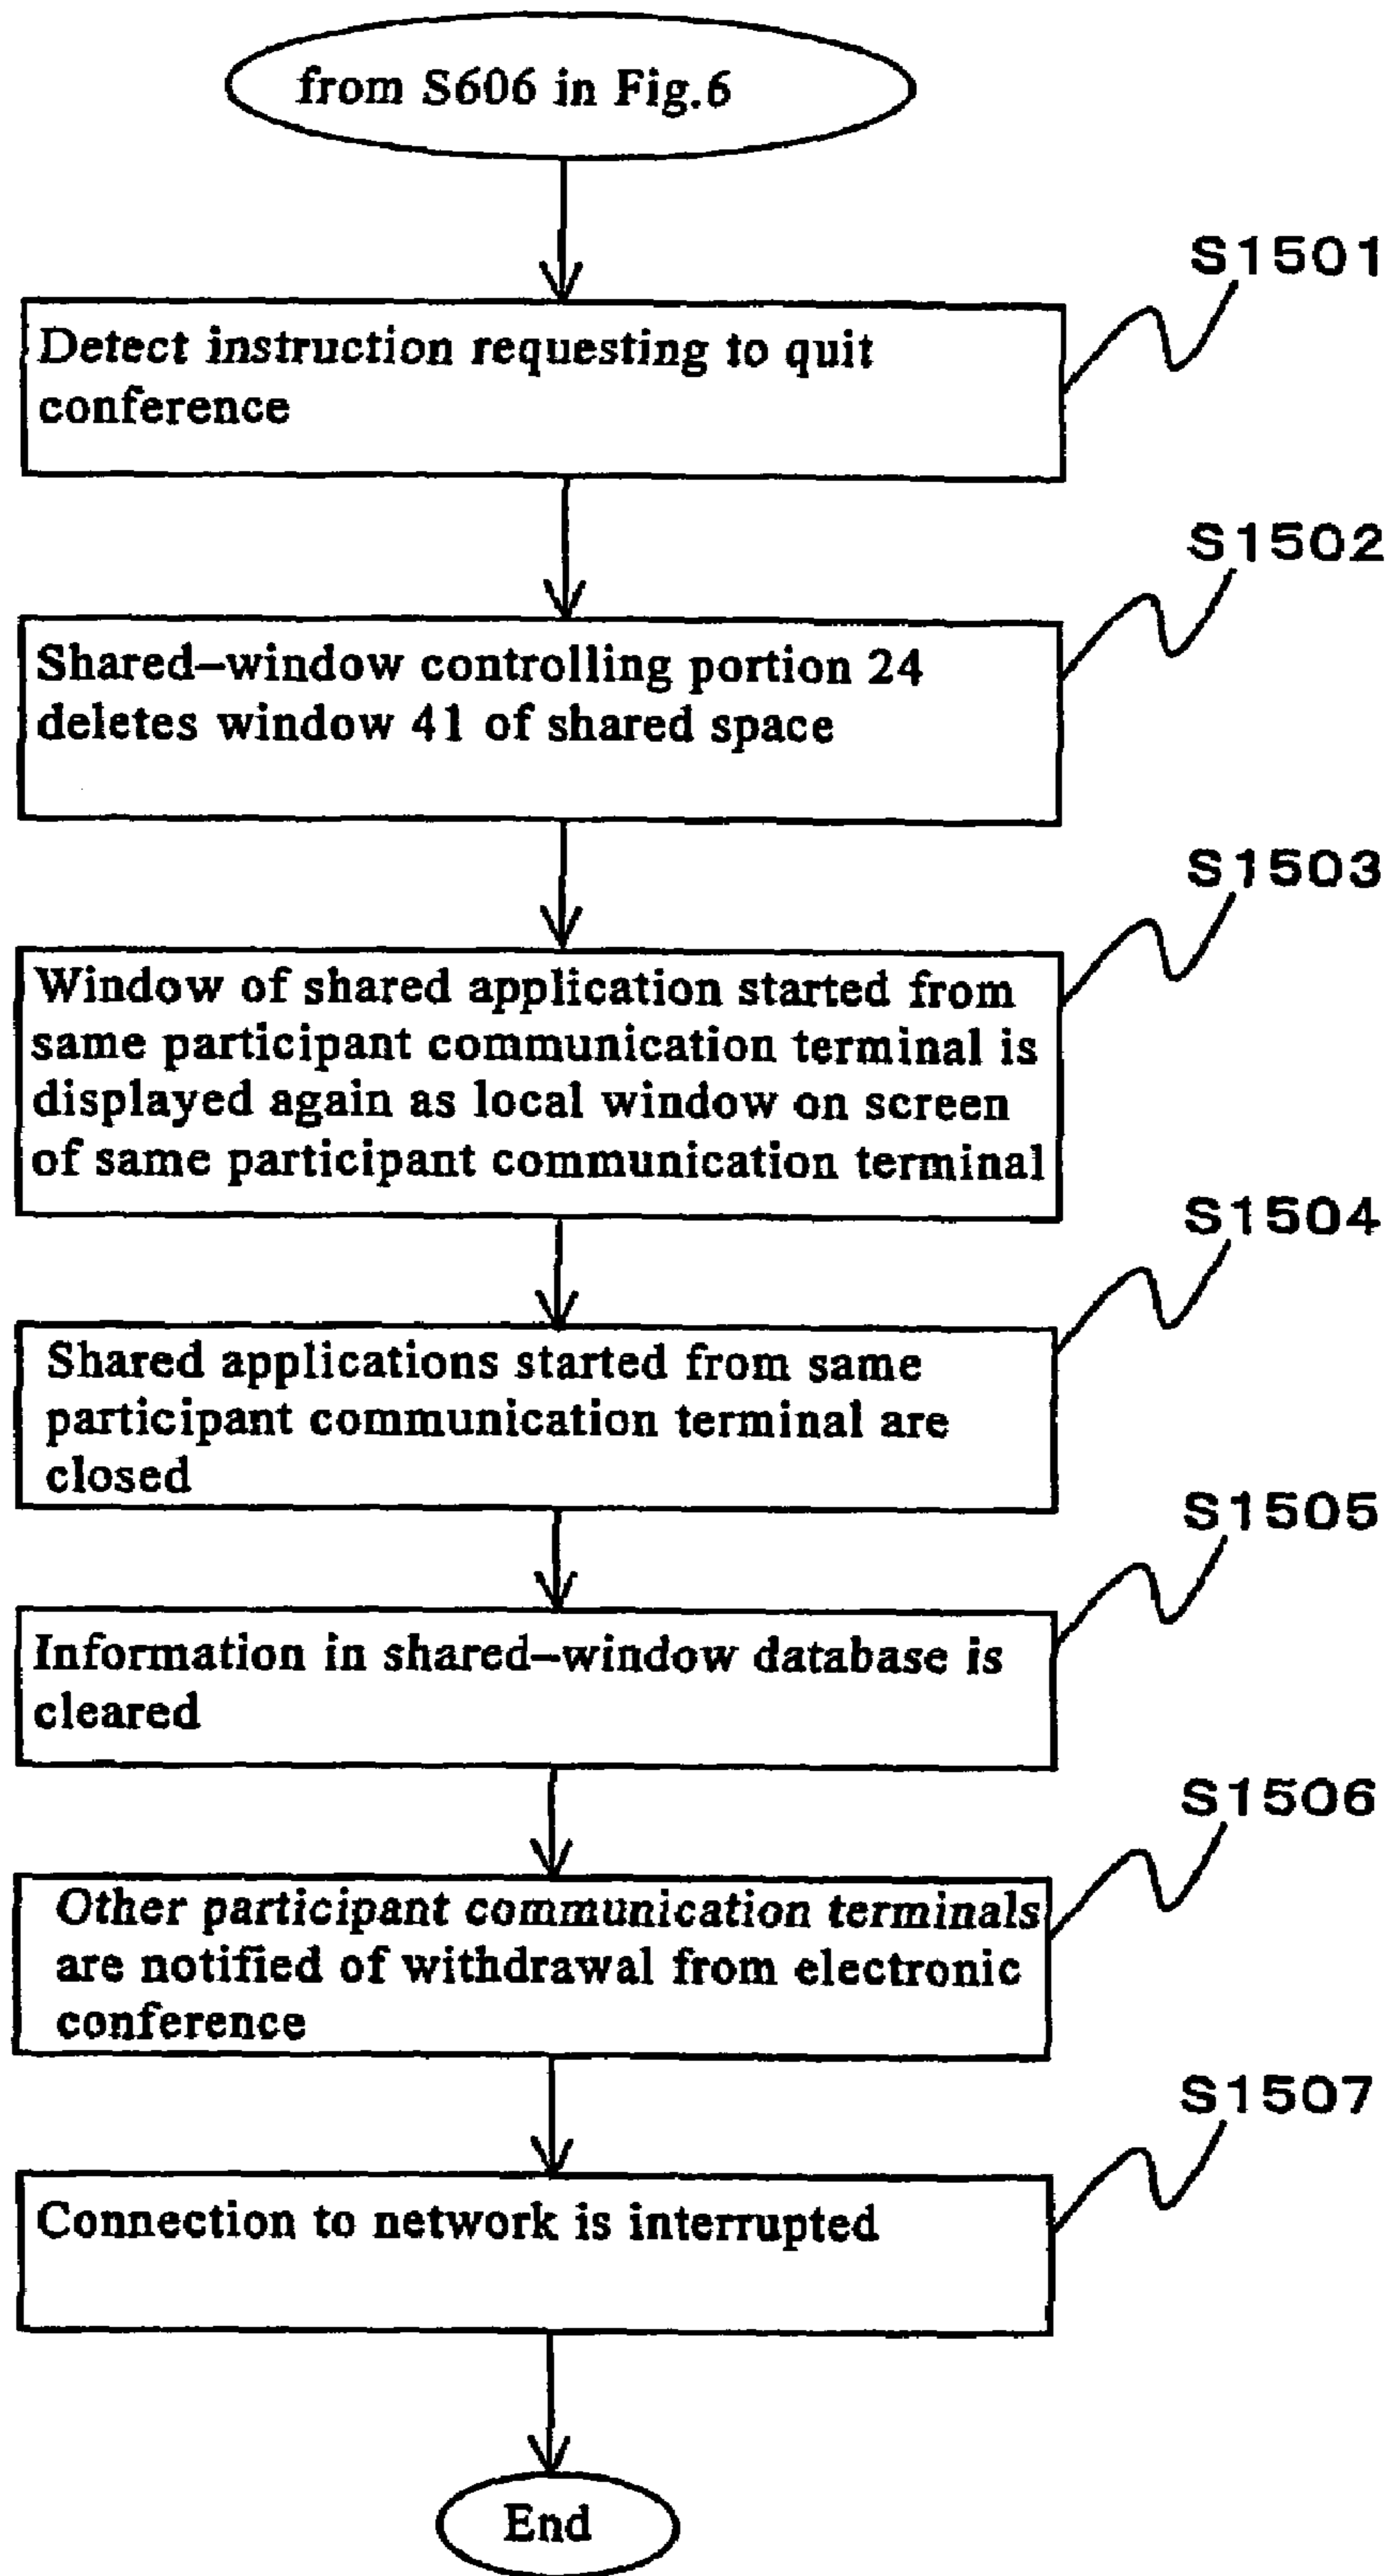 from S606 in Fig.6
S1501
Detect instruction requesting to quit
conference
S1502
Shared-window controlling portion 24
deletes window 41 of shared space
S1503
Window of shared application started from
same participant communication terminal is
displayed again as local window on screen
of same participant communication terminal
S1504
Shared applications started from same
participant communication terminal are
closed
S1505
Information in shared-window database is
cleared
S1506
Other participant communication terminals
are notified of withdrawal from electronic
conference
S1507
Connection to network is interrupted
End